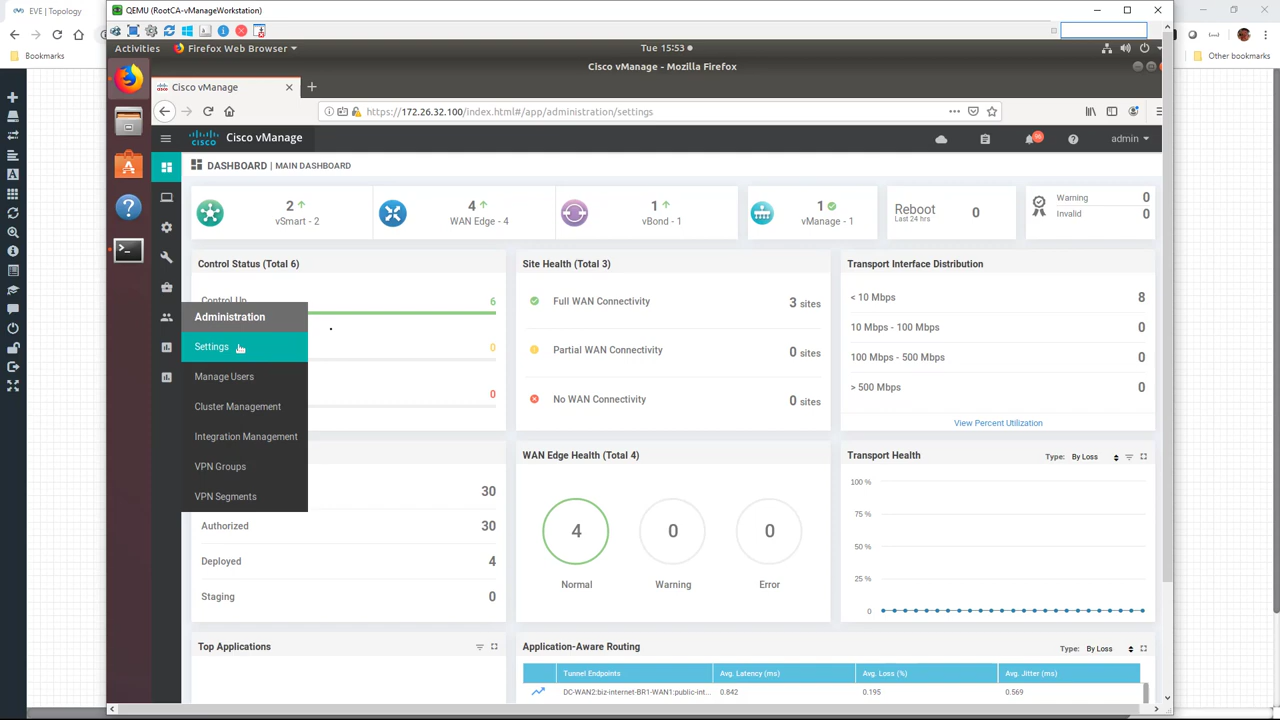 EVE | Topology
QEMU (RootCA-vManageWorkstation)
Bookmarks
Other bookmarks
Activities
Firefox Web Browser
Tue 15:53
Cisco vManage - Mozilla Firefox
Cisco vManage
https://172.26.32.100/index.html#/app/administration/settings
CISCO
Cisco vManage
admin
DASHBOARD | MAIN DASHBOARD
2
vSmart - 2
4
WAN Edge - 4
1
vBond - 1
1
vManage - 1
Reboot
Last 24 hrs
0
Warning
0
Invalid
0
Control Status (Total 6)
Control Up
6
0
0
Administration
Settings
Manage Users
Cluster Management
Integration Management
VPN Groups
VPN Segments
30
Authorized
30
Deployed
4
Staging
0
Site Health (Total 3)
Full WAN Connectivity
3 sites
Partial WAN Connectivity
0 sites
No WAN Connectivity
0 sites
Transport Interface Distribution
< 10 Mbps
8
10 Mbps - 100 Mbps
0
100 Mbps - 500 Mbps
0
> 500 Mbps
0
View Percent Utilization
WAN Edge Health (Total 4)
4
0
0
Normal
Warning
Error
Transport Health
Type: By Loss
100 %
75 %
50 %
25 %
0
Top Applications
Application-Aware Routing
Type: By Loss
Tunnel Endpoints
Avg. Latency (ms)
Avg. Loss (%)
Avg. Jitter (ms)
DC-WAN2:biz-internet-BR1-WAN1:public-int...
0.842
0.195
0.569